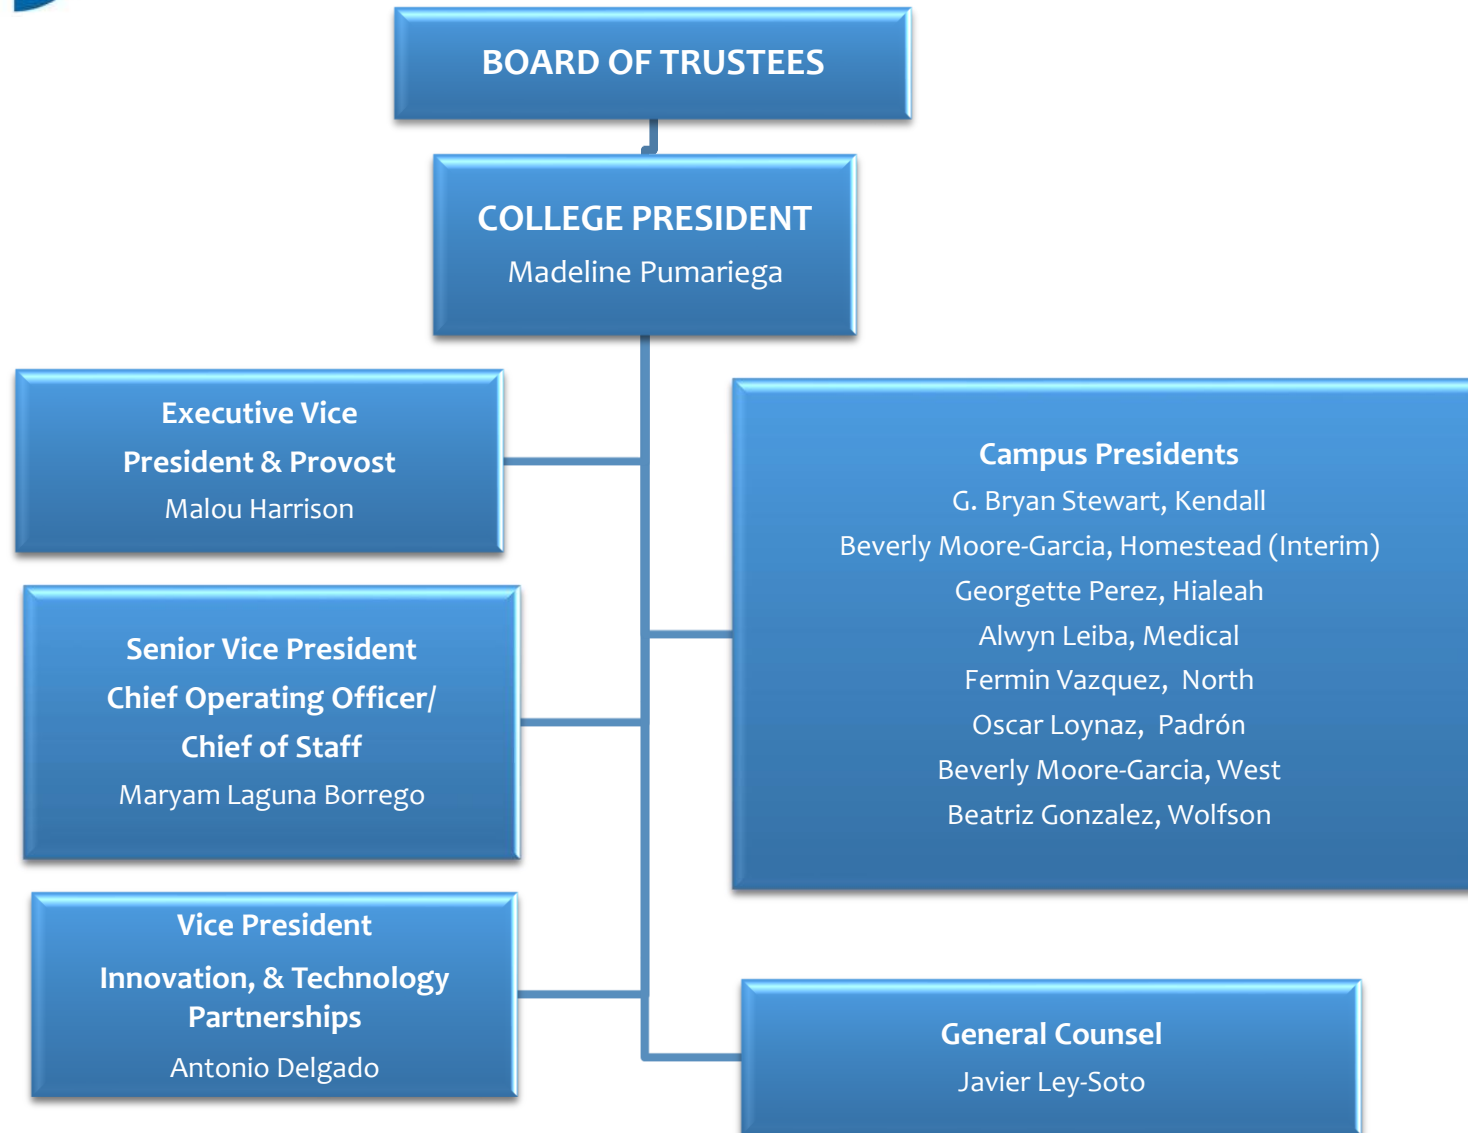 BOARD OF TRUSTEES
COLLEGE PRESIDENT
Madeline Pumariega
Executive Vice
President & Provost
Malou Harrison
Senior Vice President
Chief Operating Officer/
Chief of Staff
Maryam Laguna Borrego
Vice President
Innovation, & Technology
Partnerships
Antonio Delgado
Campus Presidents
G. Bryan Stewart, Kendall
Beverly Moore-Garcia, Homestead (Interim)
Georgette Perez, Hialeah
Alwyn Leiba, Medical
Fermin Vazquez, North
Oscar Loynaz, Padrón
Beverly Moore-Garcia, West
Beatriz Gonzalez, Wolfson
General Counsel
Javier Ley-Soto